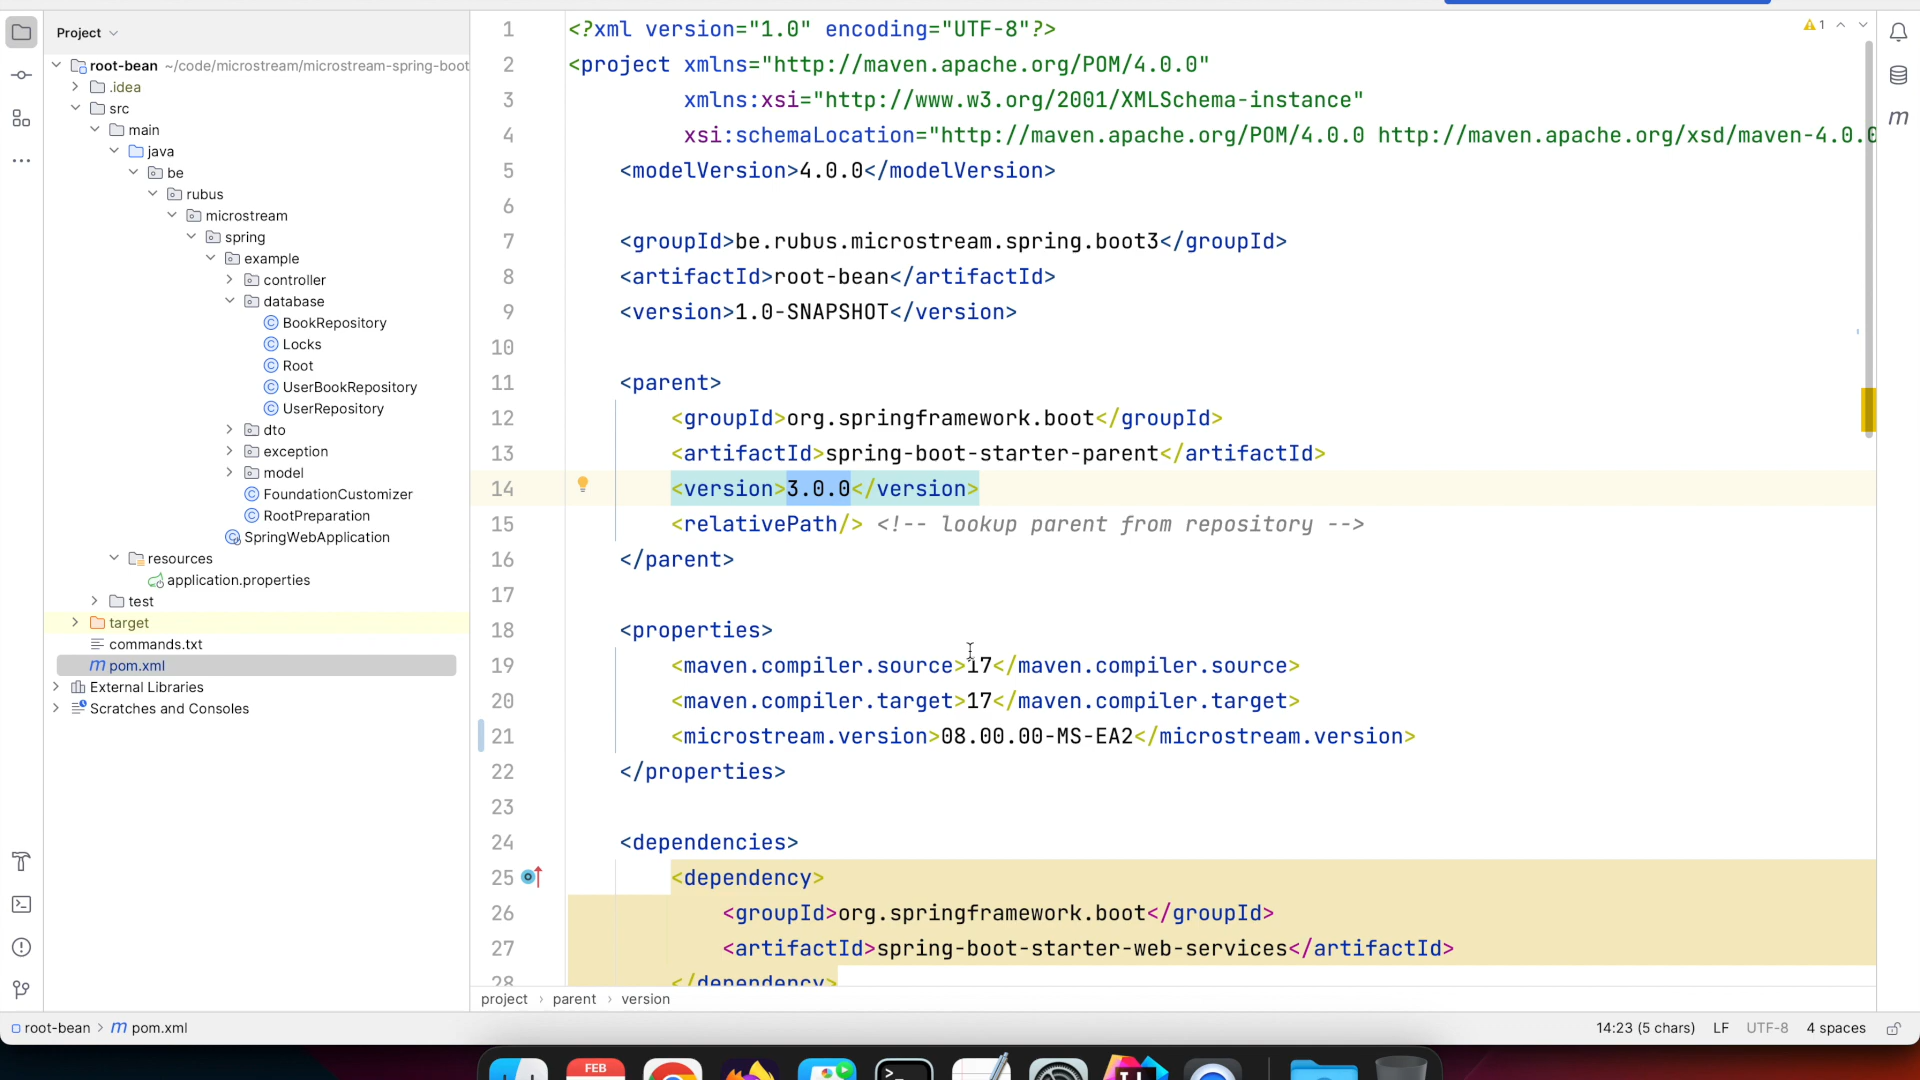 Project
root-bean ~/code/microstream/microstream-spring-boot
.idea
src
main
java
be
rubus
microstream
spring
example
controller
database
BookRepository
Locks
Root
UserBookRepository
UserRepository
dto
exception
model
FoundationCustomizer
RootPreparation
SpringWebApplication
resources
application.properties
test
target
commands.txt
pom.xml
External Libraries
Scratches and Consoles
1 <?xml version="1.0" encoding="UTF-8"?>
2 <project xmlns="http://maven.apache.org/POM/4.0.0"
3 xmlns:xsi="http://www.w3.org/2001/XMLSchema-instance"
4 xsi:schemaLocation="http://maven.apache.org/POM/4.0.0 http://maven.apache.org/xsd/maven-4.0.0
5 <modelVersion>4.0.0</modelVersion>
6
7 <groupId>be.rubus.microstream.spring.boot3</groupId>
8 <artifactId>root-bean</artifactId>
9 <version>1.0-SNAPSHOT</version>
10
11 <parent>
12 <groupId>org.springframework.boot</groupId>
13 <artifactId>spring-boot-starter-parent</artifactId>
14 <version>3.0.0</version>
15 <relativePath/> <!-- lookup parent from repository -->
16 </parent>
17
18 <properties>
19 <maven.compiler.source>17</maven.compiler.source>
20 <maven.compiler.target>17</maven.compiler.target>
21 <microstream.version>08.00.00-MS-EA2</microstream.version>
22 </properties>
23
24 <dependencies>
25 <dependency>
26 <groupId>org.springframework.boot</groupId>
27 <artifactId>spring-boot-starter-web-services</artifactId>
28 </dependency>
1
project › parent › version
root-bean › pom.xml
14:23 (5 chars) LF UTF-8 4 spaces
FEB